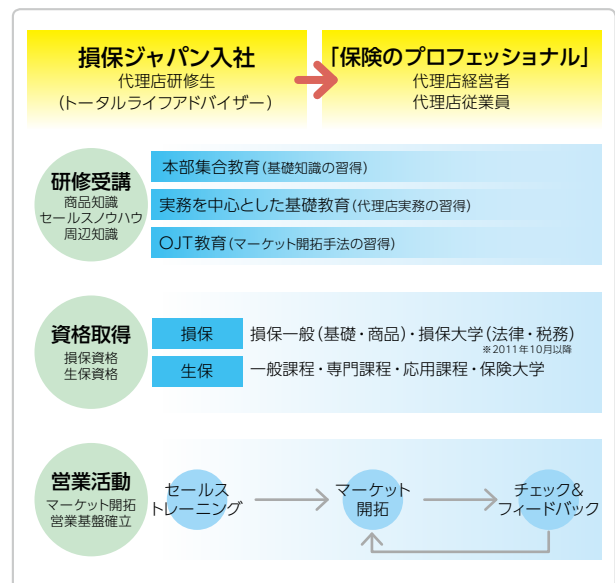 損保ジャパン入社
代理店研修生
(トータルライフアドバイザー)
「保険のプロフェッショナル」
代理店経営者
代理店従業員
研修受講
商品知識
セールスノウハウ
周辺知識
本部集合教育(基礎知識の習得)
実務を中心とした基礎教育(代理店実務の習得)
OJT教育(マーケット開拓手法の習得)
資格取得
損保資格
生保資格
損保 損保一般(基礎・商品)・損保大学(法律・税務)
※2011年10月以降
生保 一般課程・専門課程・応用課程・保険大学
営業活動
マーケット開拓
営業基盤確立
セールス
トレーニング
マーケット
開拓
チェック&
フィードバック